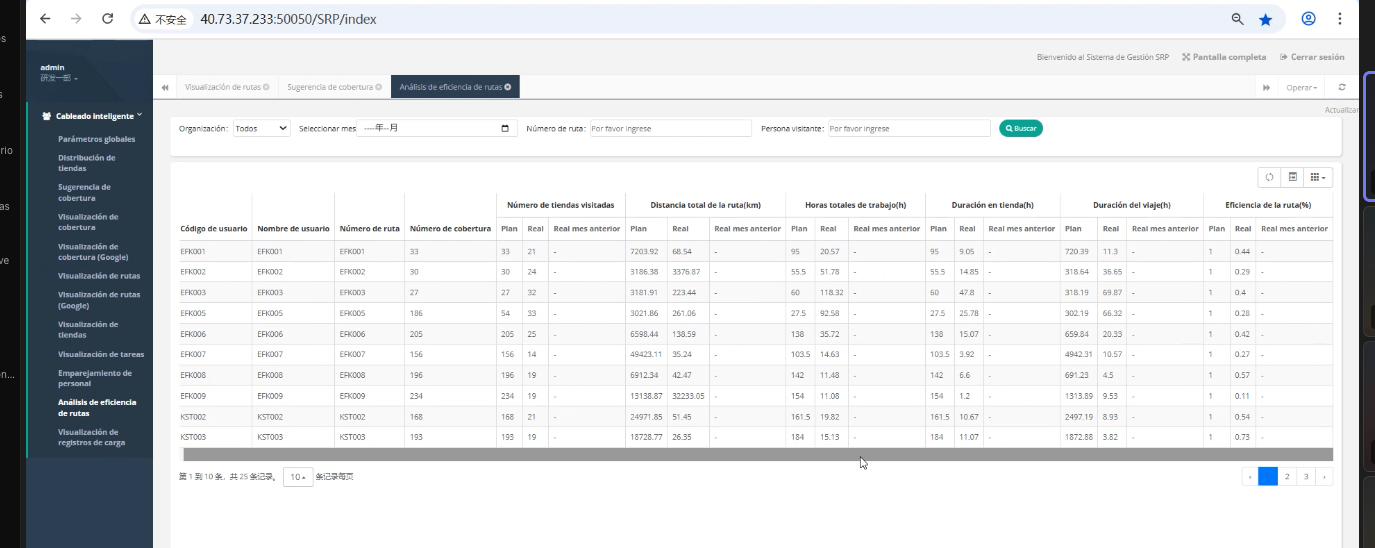 不安全 40.73.37.233:50050/SRP/index
admin
研发一部
Bienvenido al Sistema de Gestión SRP Pantalla completa Cerrar sesión
Visualización de rutas Sugerencia de cobertura Análisis de eficiencia de rutas Operar
Actualizar
Cableado inteligente
Parámetros globales
Distribución de
tiendas
Sugerencia de
cobertura
Visualización de
cobertura
Visualización de
cobertura (Google)
Visualización de rutas
Visualización de rutas
(Google)
Visualización de
tiendas
Visualización de tareas
Emparejamiento de
personal
Análisis de eficiencia
de rutas
Visualización de
registros de carga
Organización: Todos Seleccionar mes ----年--月 Número de ruta: Por favor ingrese Persona visitante: Por favor ingrese Buscar
Número de tiendas visitadas Distancia total de la ruta(km) Horas totales de trabajo(h) Duración en tienda(h) Duración del viaje(h) Eficiencia de la ruta(%)
Código de usuario Nombre de usuario Número de ruta Número de cobertura Plan Real Real mes anterior Plan Real Real mes anterior Plan Real Real mes anterior Plan Real Real mes anterior Plan Real Real mes anterior Plan Real Real mes anterior
EFK001 EFK001 EFK001 33 33 21 - 7203.92 68.54 - 95 20.57 - 95 9.05 - 720.39 11.3 - 1 0.44 -
EFK002 EFK002 EFK002 30 30 24 - 3186.38 3376.87 - 55.5 51.78 - 55.5 14.85 - 318.64 36.65 - 1 0.29 -
EFK003 EFK003 EFK003 27 27 32 - 3181.91 223.44 - 60 118.32 - 60 47.8 - 318.19 69.87 - 1 0.4 -
EFK005 EFK005 EFK005 186 54 33 - 3021.86 261.06 - 27.5 92.58 - 27.5 25.78 - 302.19 66.32 - 1 0.28 -
EFK006 EFK006 EFK006 205 205 25 - 6598.44 138.59 - 138 35.72 - 138 15.07 - 659.84 20.33 - 1 0.42 -
EFK007 EFK007 EFK007 156 156 14 - 49423.11 35.24 - 103.5 14.63 - 103.5 3.92 - 4942.31 10.57 - 1 0.27 -
EFK008 EFK008 EFK008 196 196 19 - 6912.34 42.47 - 142 11.48 - 142 6.6 - 691.23 4.5 - 1 0.57 -
EFK009 EFK009 EFK009 234 234 19 - 13138.87 32233.05 - 154 11.08 - 154 1.2 - 1313.89 9.53 - 1 0.11 -
KST002 KST002 KST002 168 168 21 - 24971.85 51.45 - 161.5 19.82 - 161.5 10.67 - 2497.19 8.93 - 1 0.54 -
KST003 KST003 KST003 193 193 19 - 18728.77 26.35 - 184 15.13 - 184 11.07 - 1872.88 3.82 - 1 0.73 -
第 1 到 10 条，共 25 条记录。 10 条记录每页 ‹ 2 3 ›